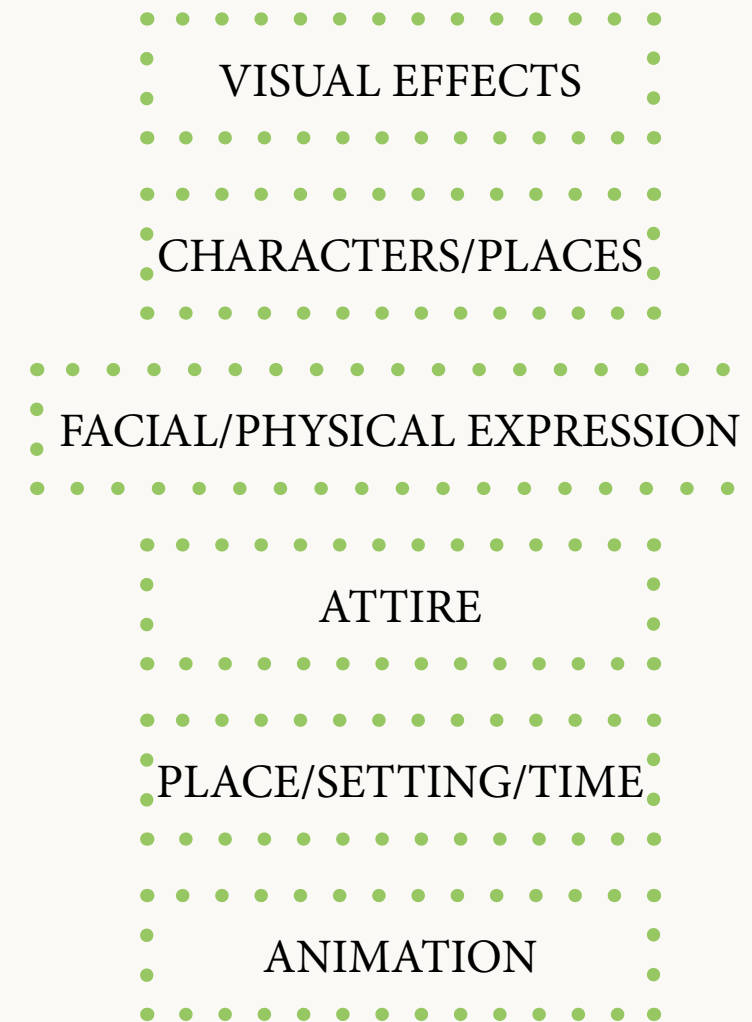 VISUAL EFFECTS
CHARACTERS/PLACES
FACIAL/PHYSICAL EXPRESSION
ATTIRE
PLACE/SETTING/TIME
ANIMATION